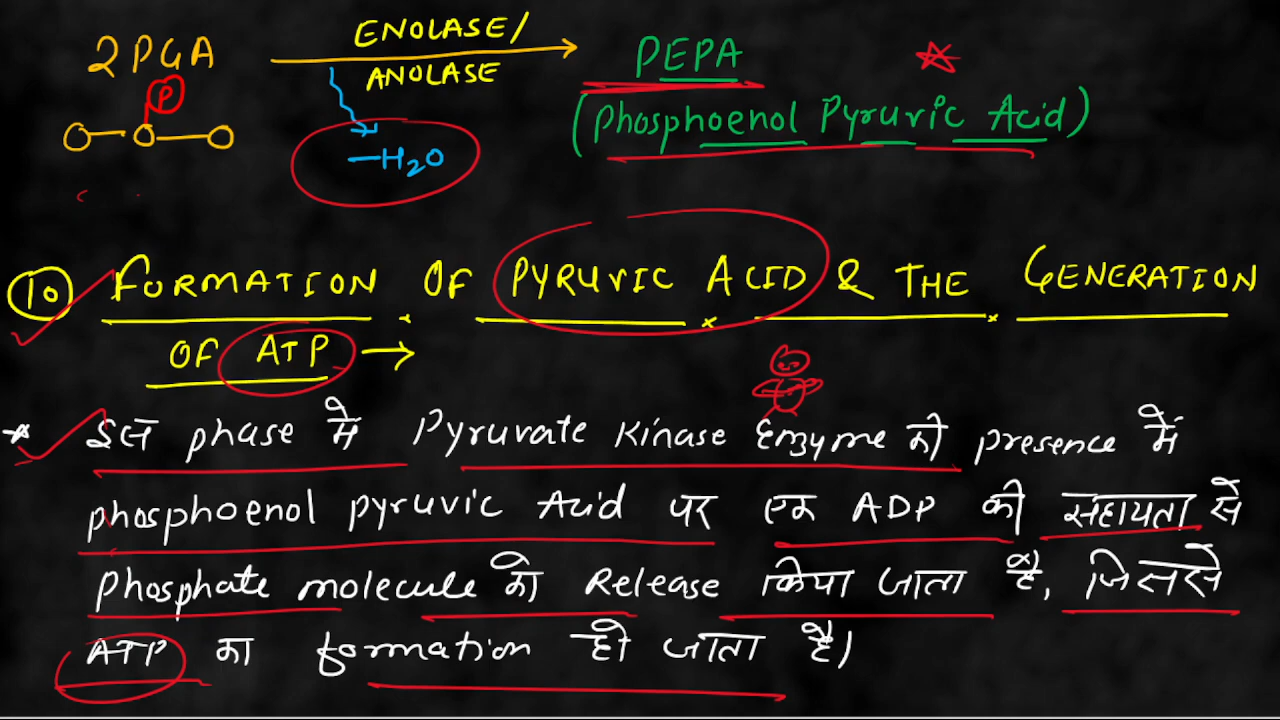 2PGA ENOLASE/ ANOLASE PEPA
P
-H₂O (Phosphoenol Pyruvic Acid)
10 FORMATION OF PYRUVIC ACID & THE GENERATION
OF ATP →
* इस phase में Pyruvate Kinase Enzyme की presence में
phosphoenol pyruvic Acid पर एक ADP की सहायता से
phosphate molecule को Release किया जाता है, जिससे
ATP का formation हो जाता है।